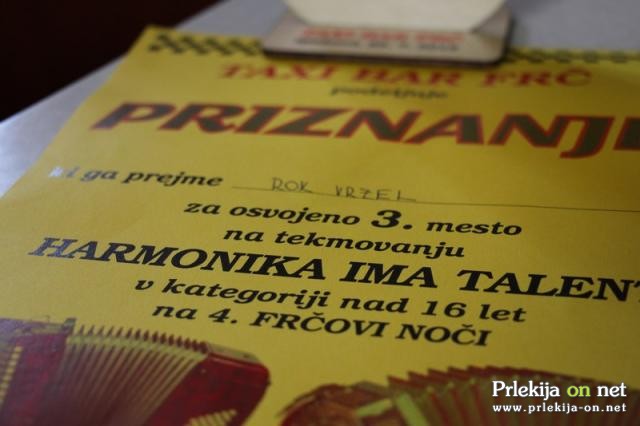 TAXI BAR FRČ
podeljuje
PRIZNANJE
ki ga prejme ROK VRZEL
za osvojeno 3. mesto
na tekmovanju
HARMONIKA IMA TALENT
v kategoriji nad 16 let
na 4. FRČOVI NOČI
Prlekija on net
www.prlekija-on.net